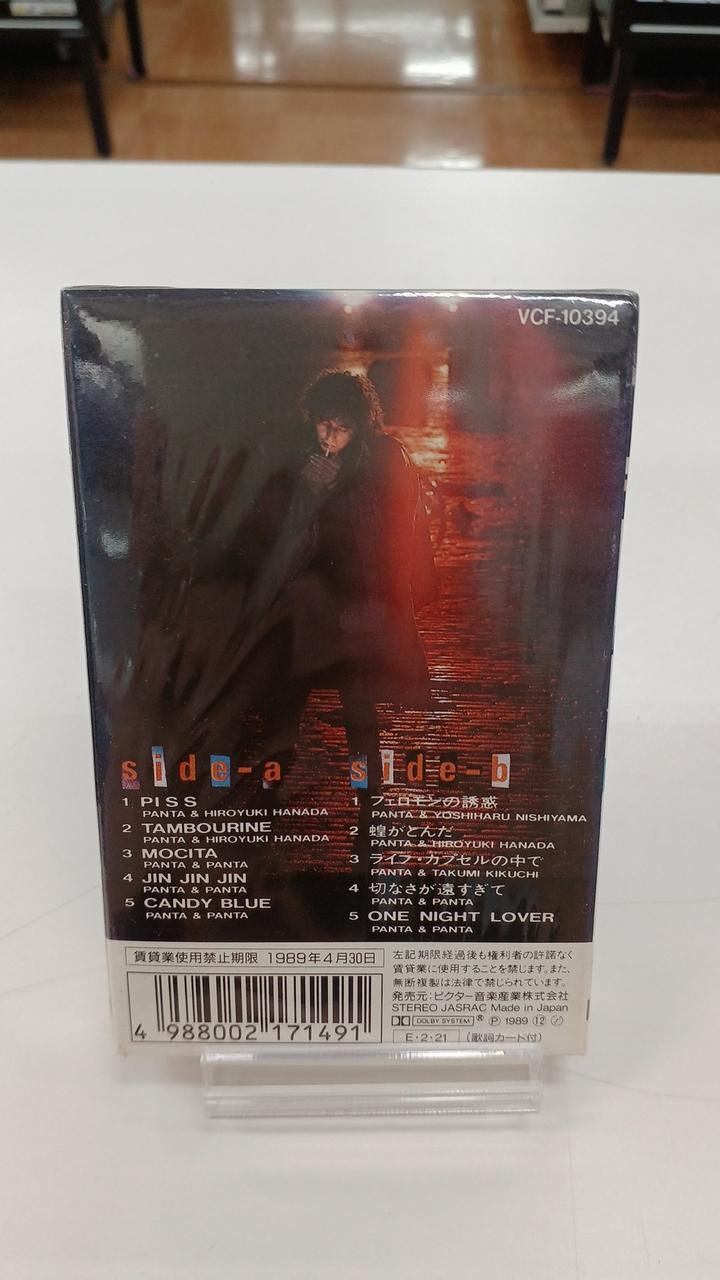 VCF-10394
side-a
1 PISS
PANTA & HIROYUKI HANADA
2 TAMBOURINE
PANTA & HIROYUKI HANADA
3 MOCITA
PANTA & PANTA
4 JIN JIN JIN
PANTA & PANTA
5 CANDY BLUE
PANTA & PANTA
side-b
1 フェロモンの誘惑
PANTA & YOSHIHARU NISHIYAMA
2 蝗がとんだ
PANTA & HIROYUKI HANADA
3 ライフ・カプセルの中で
PANTA & TAKUMI KIKUCHI
4 切なさが遠すぎて
PANTA & PANTA
5 ONE NIGHT LOVER
PANTA & PANTA
賃貸業使用禁止期限 1989年4月30日
4 988002 171491
左記期限経過後も権利者の許諾なく
賃貸業に使用することを禁じます。また、
無断複製は法律で禁じられています。
発売元:ビクター音楽産業株式会社
STEREO JASRAC Made in Japan
DOLBY SYSTEM ® Ⓟ 1989 ⑫
E・2・21 (歌詞カード付)